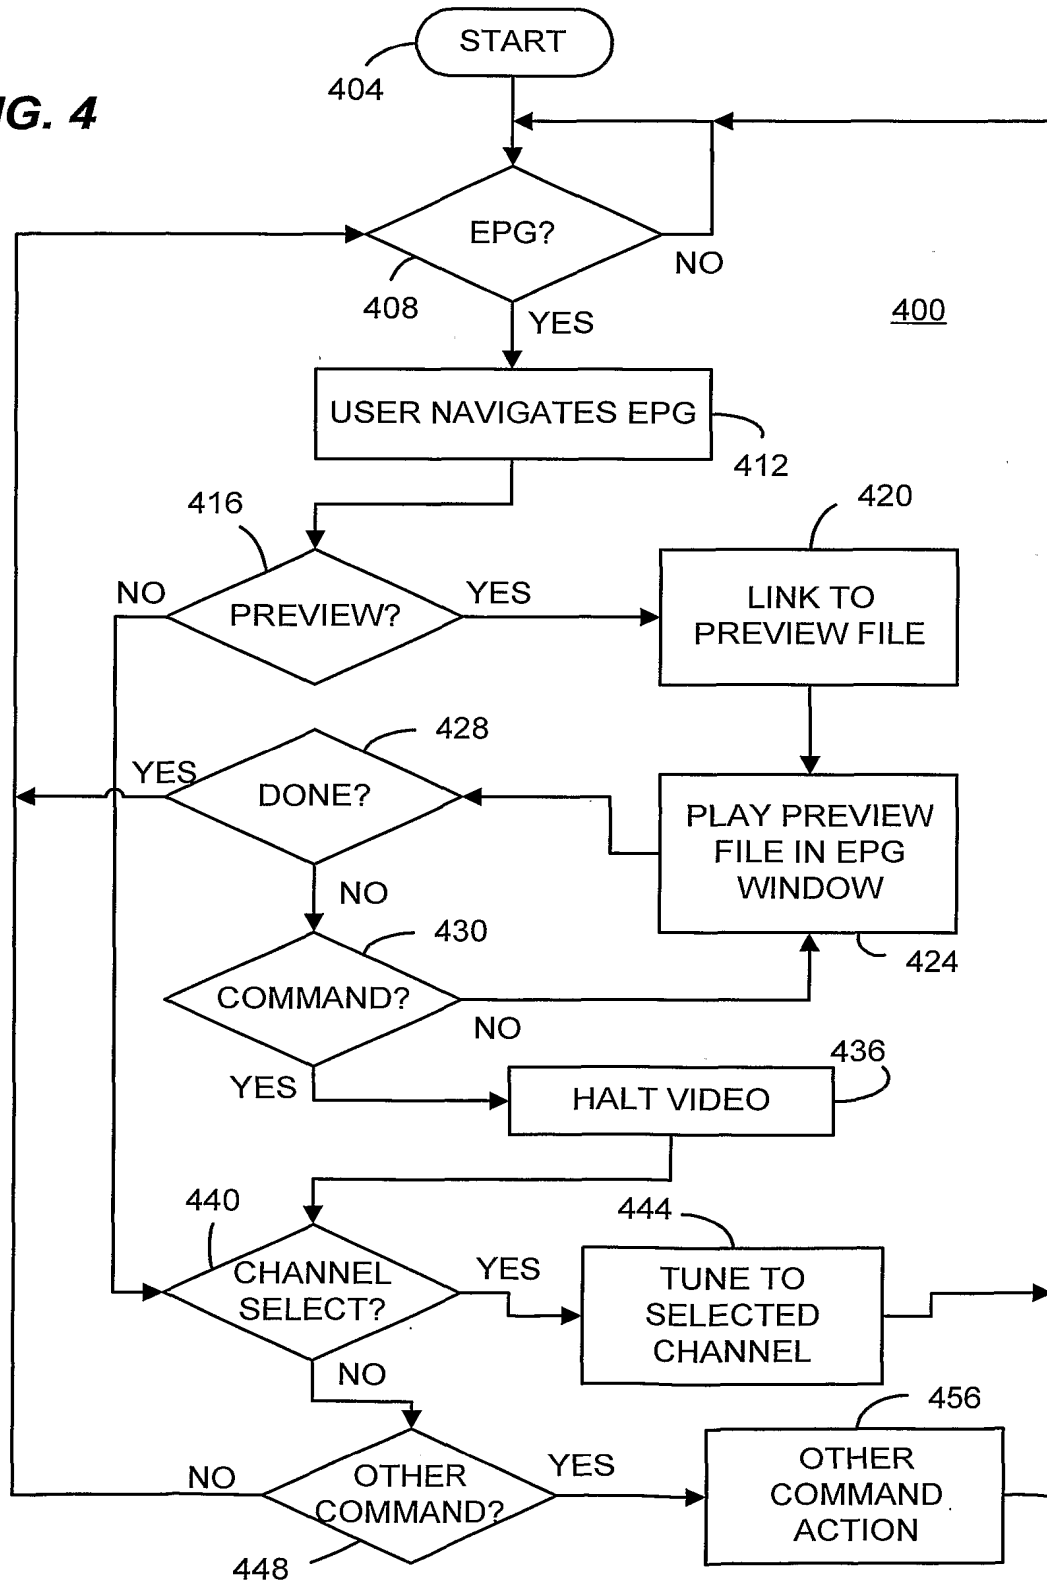 START
404
IG. 4
EPG?
NO
408
400
YES
USER NAVIGATES EPG
412
416
420
NO
YES
PREVIEW?
LINK TO
PREVIEW FILE
428
YES
DONE?
PLAY PREVIEW
FILE IN EPG
WINDOW
NO
430
424
COMMAND?
NO
436
YES
HALT VIDEO
440
444
CHANNEL
SELECT?
YES
TUNE TO
SELECTED
CHANNEL
NO
456
NO
OTHER
COMMAND?
YES
OTHER
COMMAND
ACTION
448